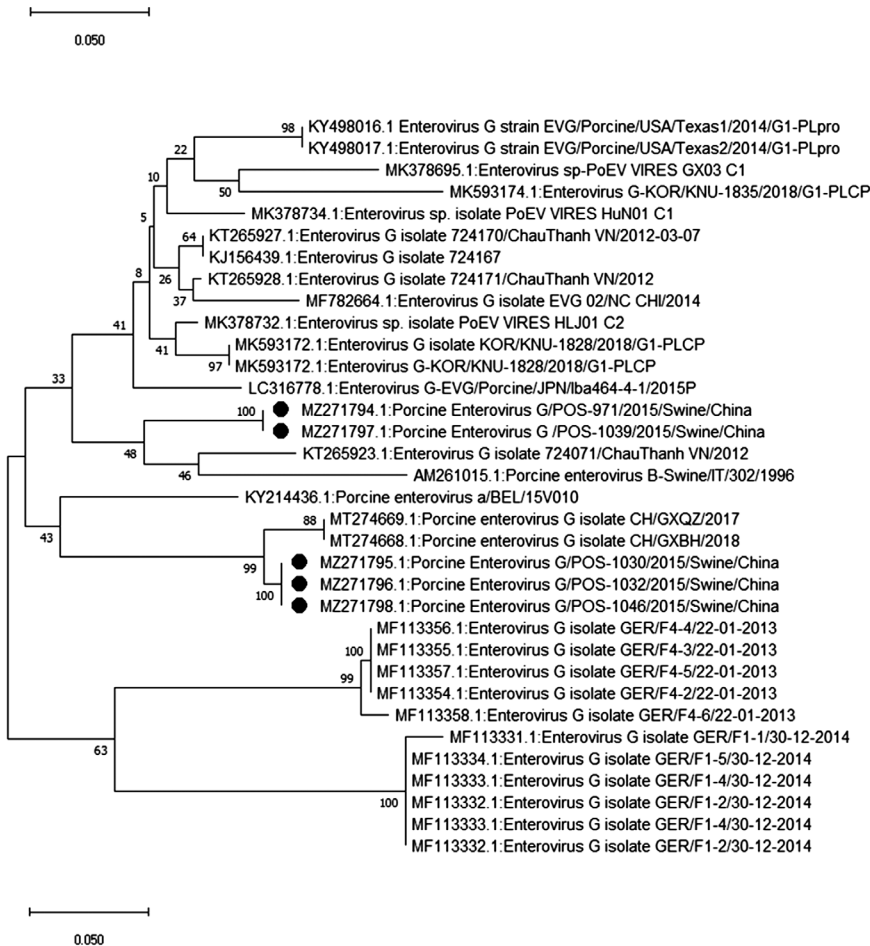 0.050
98
KY498016.1 Enterovirus G strain EVG/Porcine/USA/Texas1/2014/G1-PLpro
KY498017.1: Enterovirus G strain EVG/Porcine/USA/Texas2/2014/G1-PLpro
22
MK378695.1:Enterovirus sp-PoEV VIRES GX03 C1
50
MK593174.1:Enterovirus G-KOR/KNU-1835/2018/G1-PLCP
10
MK378734.1:Enterovirus sp. isolate PoEV VIRES HuN01 C1
5
64
KT265927.1:Enterovirus G isolate 724170/ChauThanh VN/2012-03-07
KJ156439.1:Enterovirus G isolate 724167
26
KT265928.1:Enterovirus G isolate 724171/ChauThanh VN/2012
37
MF782664.1:Enterovirus G isolate EVG 02/NC CHI/2014
8
MK378732.1:Enterovirus sp. isolate PoEV VIRES HLJ01 C2
41
MK593172.1:Enterovirus G isolate KOR/KNU-1828/2018/G1-PLCP
97
MK593172.1:Enterovirus G-KOR/KNU-1828/2018/G1-PLCP
41
LC316778.1:Enterovirus G-EVG/Porcine/JPN/Iba464-4-1/2015P
33
100
MZ271794.1:Porcine Enterovirus G/POS-971/2015/Swine/China
MZ271797.1:Porcine Enterovirus G /POS-1039/2015/Swine/China
48
KT265923.1:Enterovirus G isolate 724071/ChauThanh VN/2012
46
AM261015.1:Porcine enterovirus B-Swine/IT/302/1996
KY214436.1:Porcine enterovirus a/BEL/15V010
43
88
MT274669.1:Porcine enterovirus G isolate CH/GXQZ/2017
MT274668.1:Porcine enterovirus G isolate CH/GXBH/2018
99
MZ271795.1:Porcine Enterovirus G/POS-1030/2015/Swine/China
100
MZ271796.1:Porcine Enterovirus G/POS-1032/2015/Swine/China
MZ271798.1:Porcine Enterovirus G/POS-1046/2015/Swine/China
MF113356.1:Enterovirus G isolate GER/F4-4/22-01-2013
100
MF113355.1:Enterovirus G isolate GER/F4-3/22-01-2013
99
MF113357.1:Enterovirus G isolate GER/F4-5/22-01-2013
MF113354.1:Enterovirus G isolate GER/F4-2/22-01-2013
MF113358.1:Enterovirus G isolate GER/F4-6/22-01-2013
63
MF113331.1:Enterovirus G isolate GER/F1-1/30-12-2014
MF113334.1:Enterovirus G isolate GER/F1-5/30-12-2014
MF113333.1:Enterovirus G isolate GER/F1-4/30-12-2014
100
MF113332.1:Enterovirus G isolate GER/F1-2/30-12-2014
MF113333.1:Enterovirus G isolate GER/F1-4/30-12-2014
MF113332.1:Enterovirus G isolate GER/F1-2/30-12-2014
0.050